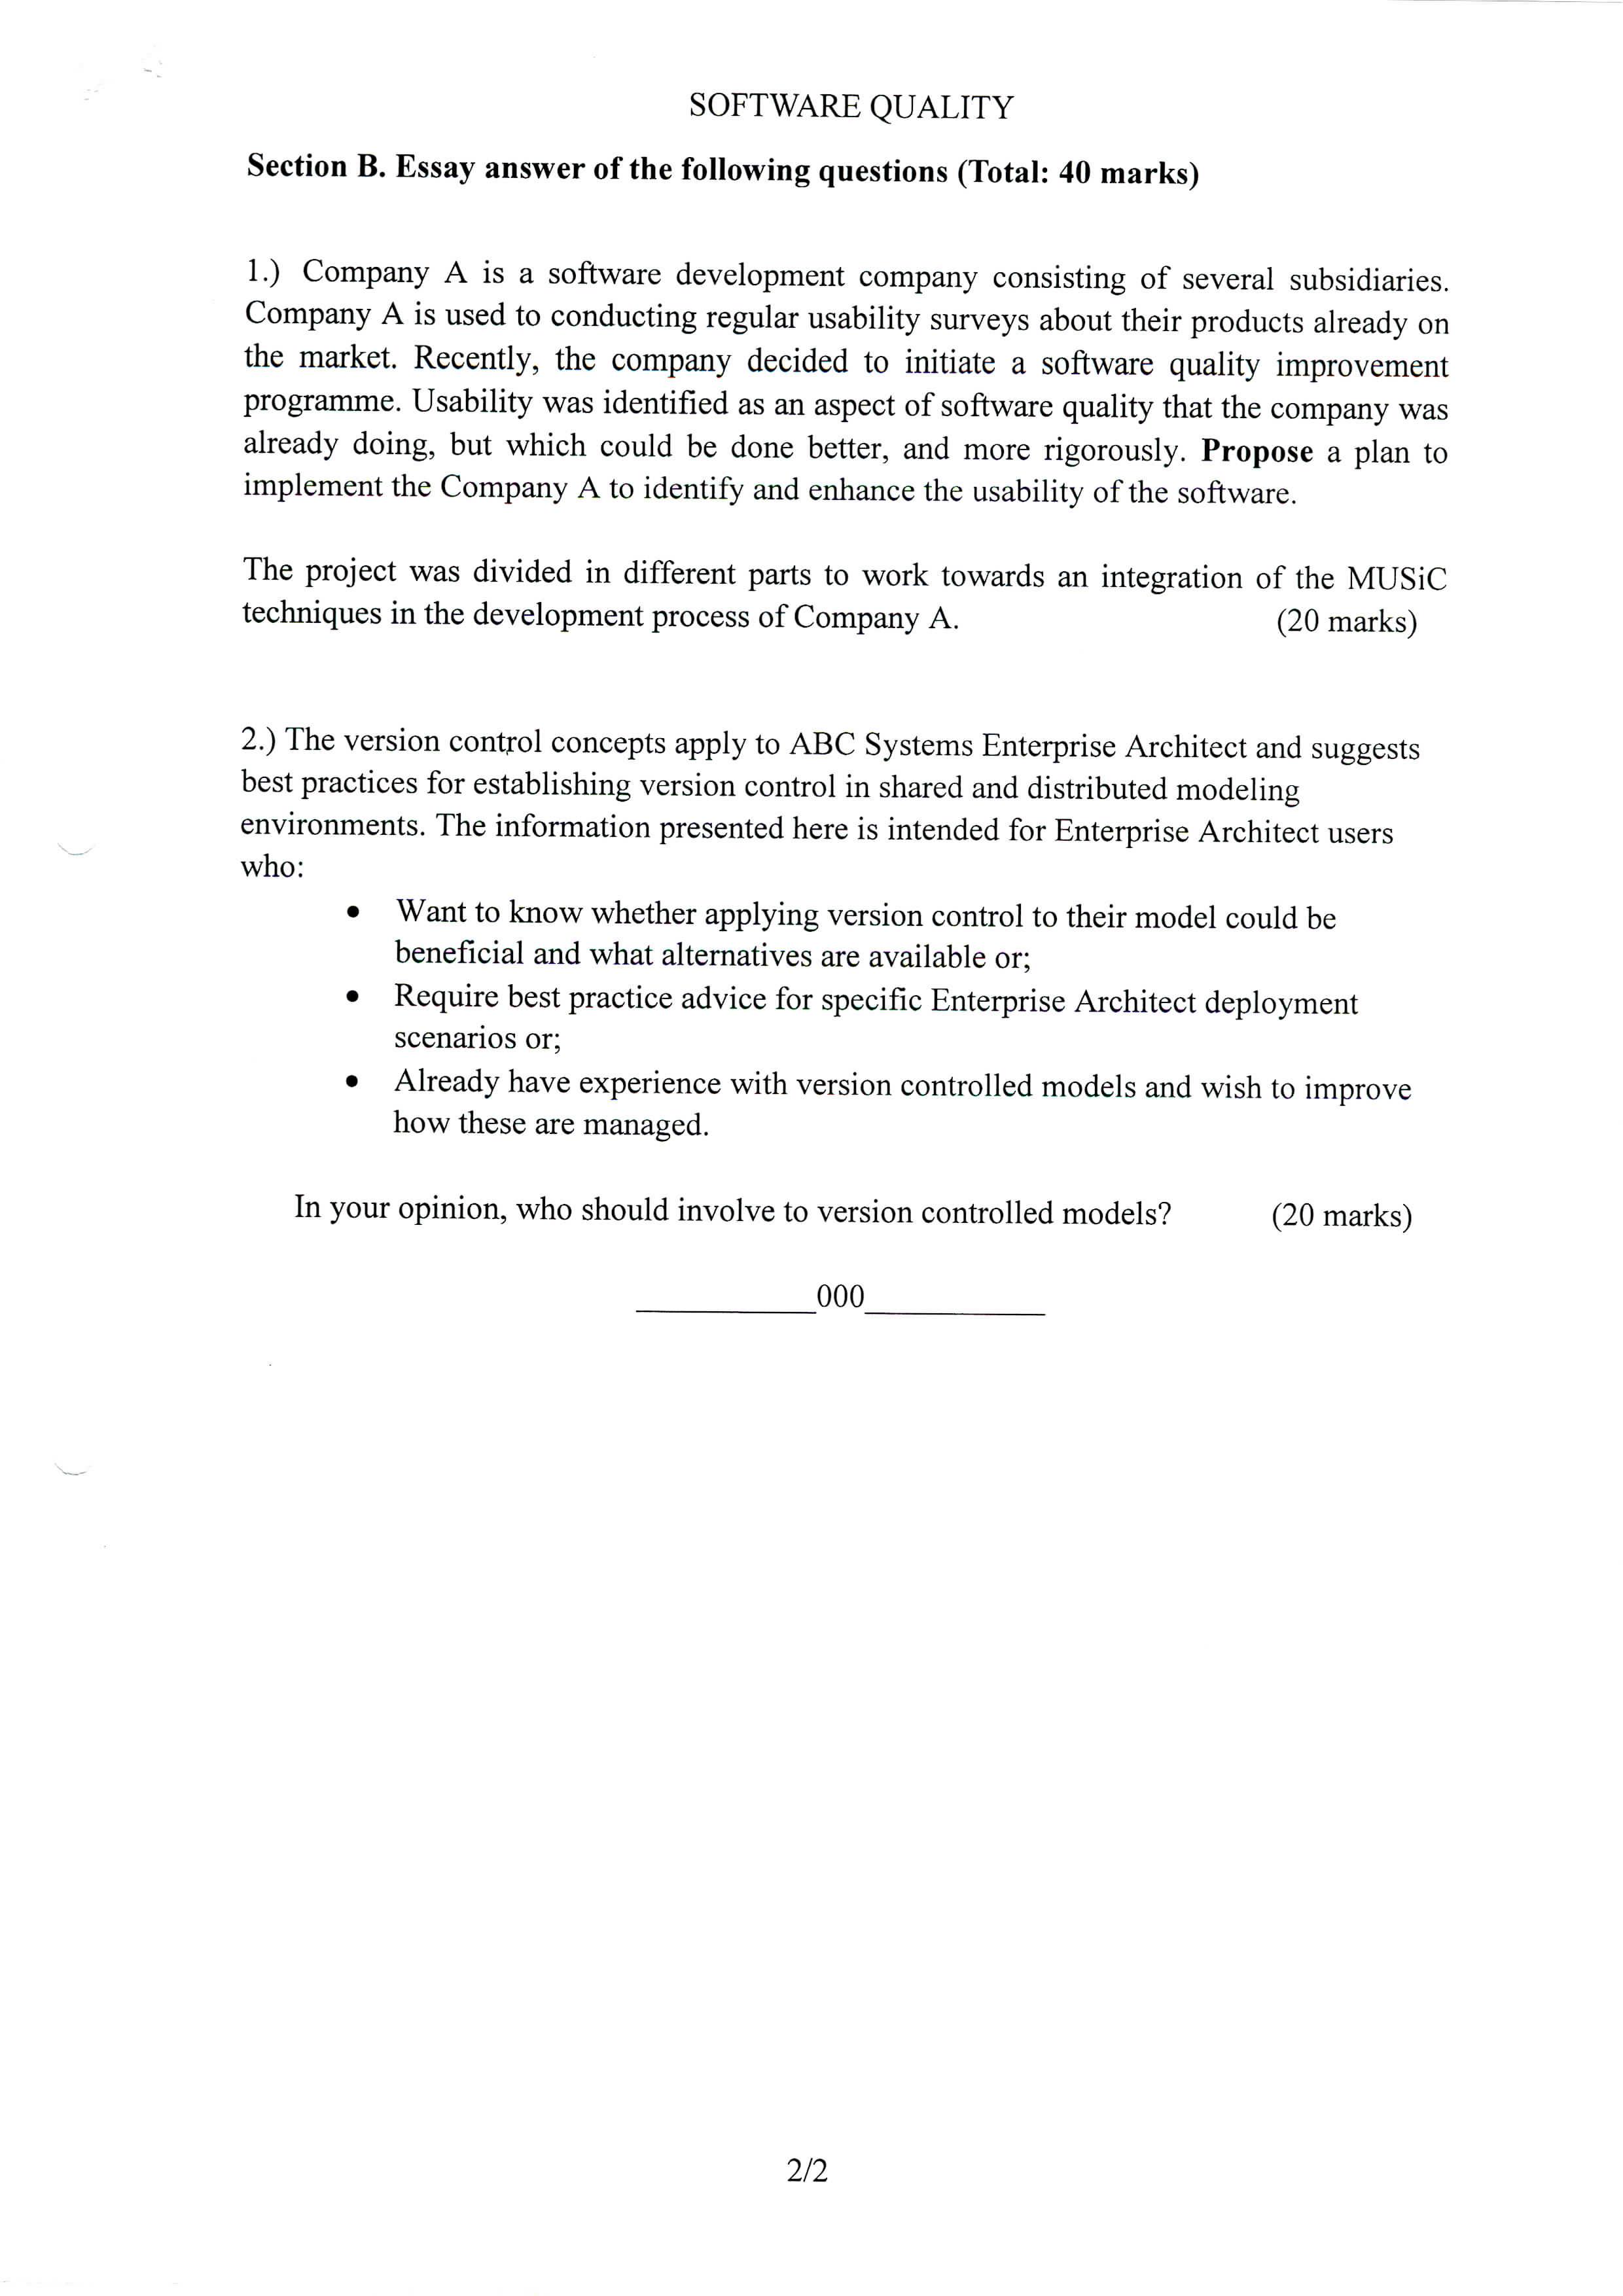 SOFTWARE QUALITY
Section B. Essay answer of the following questions (Total: 40 marks)
1.) Company A is a software development company consisting of several subsidiaries.
Company A is used to conducting regular usability surveys about their products already on
the market. Recently, the company decided to initiate a software quality improvement
programme. Usability was identified as an aspect of software quality that the company was
already doing, but which could be done better, and more rigorously. Propose a plan to
implement the Company A to identify and enhance the usability of the software.
The project was divided in different parts to work towards an integration of the MUSiC
techniques in the development process of Company A. (20 marks)
2.) The version control concepts apply to ABC Systems Enterprise Architect and suggests
best practices for establishing version control in shared and distributed modeling
environments. The information presented here is intended for Enterprise Architect users
who:
• Want to know whether applying version control to their model could be
beneficial and what alternatives are available or;
• Require best practice advice for specific Enterprise Architect deployment
scenarios or;
• Already have experience with version controlled models and wish to improve
how these are managed.
In your opinion, who should involve to version controlled models? (20 marks)
___________000___________
2/2